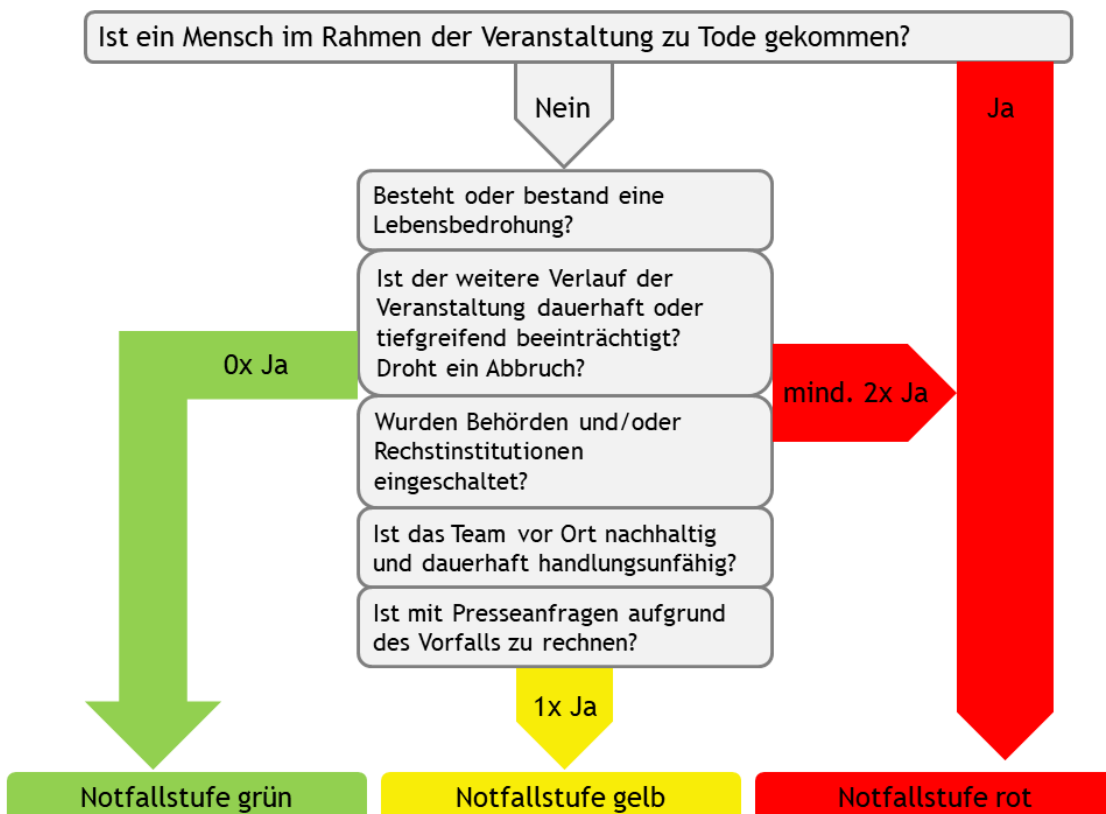 Ist ein Mensch im Rahmen der Veranstaltung zu Tode gekommen?
Nein
Ja
Besteht oder bestand eine
Lebensbedrohung?
Ist der weitere Verlauf der
Veranstaltung dauerhaft oder
tiefgreifend beeinträchtigt?
Droht ein Abbruch?
0x Ja
mind. 2x Ja
Wurden Behörden und/oder
Rechstinstitutionen
eingeschaltet?
Ist das Team vor Ort nachhaltig
und dauerhaft handlungsunfähig?
Ist mit Presseanfragen aufgrund
des Vorfalls zu rechnen?
1x Ja
Notfallstufe grün
Notfallstufe gelb
Notfallstufe rot